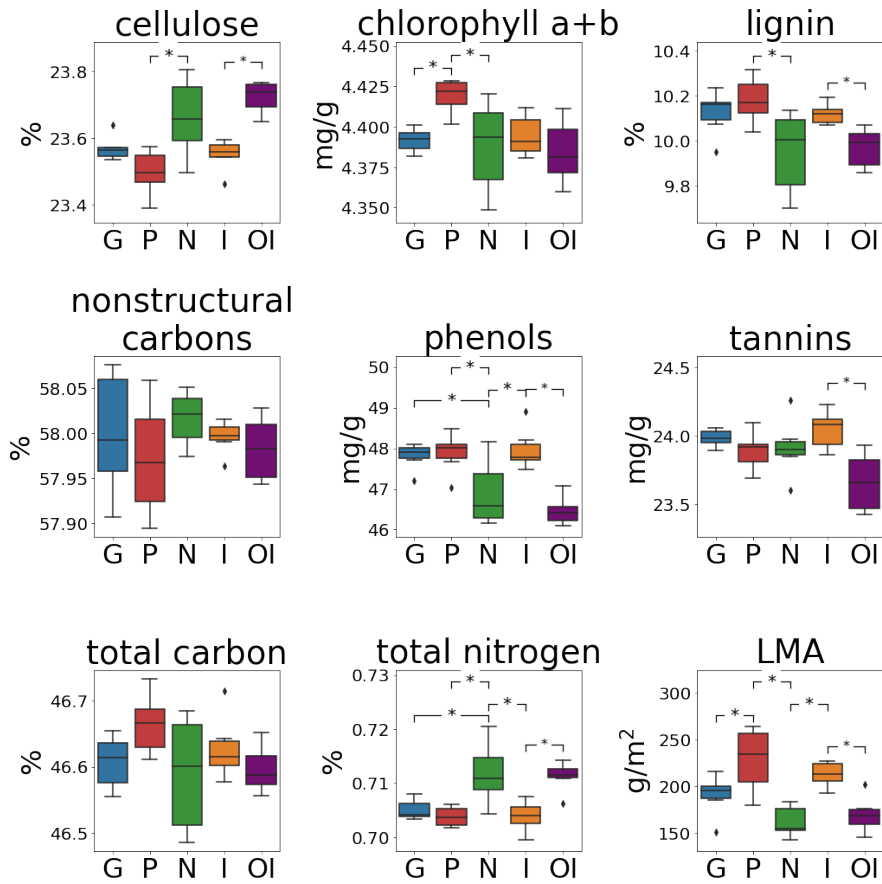 cellulose
chlorophyll a+b
lignin
%
23.8
23.6
23.4
*
*
G P N I OI
mg/g
4.450
4.425
4.400
4.375
4.350
*
*
G P N I OI
%
10.4
10.2
10.0
9.8
*
*
G P N I OI
nonstructural
carbons
phenols
tannins
%
58.05
58.00
57.95
57.90
G P N I OI
mg/g
50
49
48
47
46
*
*
*
*
G P N I OI
mg/g
24.5
24.0
23.5
*
G P N I OI
total carbon
total nitrogen
LMA
%
46.7
46.6
46.5
G P N I OI
%
0.73
0.72
0.71
0.70
*
*
*
*
G P N I OI
g/m²
300
250
200
150
*
*
*
*
G P N I OI